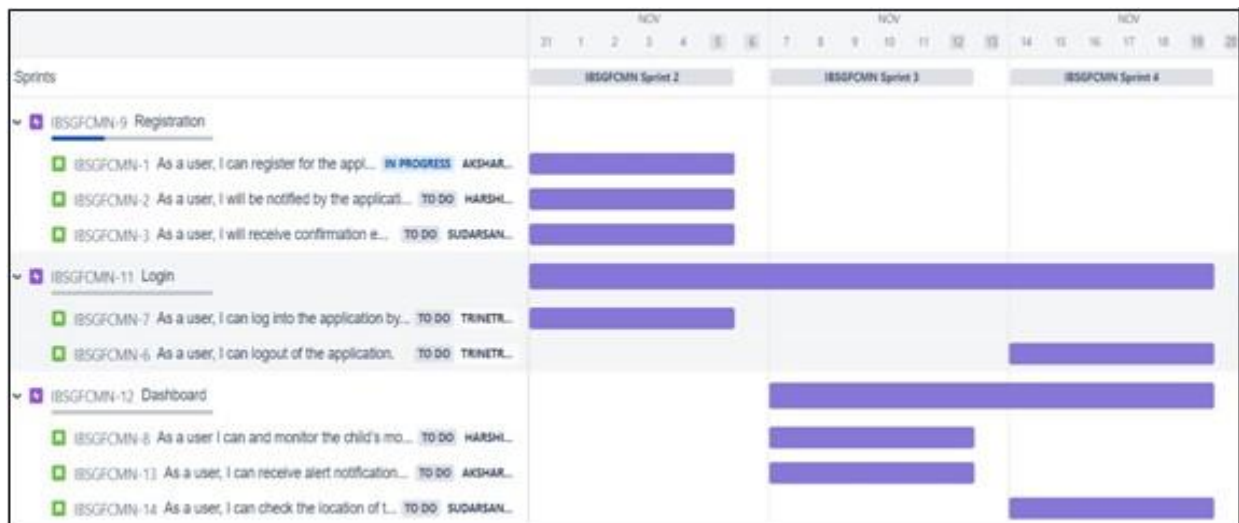 NOV NOV NOV
31 1 2 3 4 5 6 7 8 9 10 11 12 13 14 15 16 17 18 19 20
Sprints IBSGFCMN Sprint 2 IBSGFCMN Sprint 3 IBSGFCMN Sprint 4
IBSGFCMN-9 Registration
IBSGFCMN-1 As a user, I can register for the appl... IN PROGRESS AKSHAR...
IBSGFCMN-2 As a user, I will be notified by the applicati... TO DO HARSHI...
IBSGFCMN-3 As a user, I will receive confirmation e... TO DO SUDARSAN...
IBSGFCMN-11 Login
IBSGFCMN-7 As a user, I can log into the application by... TO DO TRINETR...
IBSGFCMN-6 As a user, I can logout of the application. TO DO TRINETR...
IBSGFCMN-12 Dashboard
IBSGFCMN-8 As a user I can and monitor the child's mo... TO DO HARSHI...
IBSGFCMN-13 As a user, I can receive alert notification... TO DO AKSHAR...
IBSGFCMN-14 As a user, I can check the location of t... TO DO SUDARSAN...